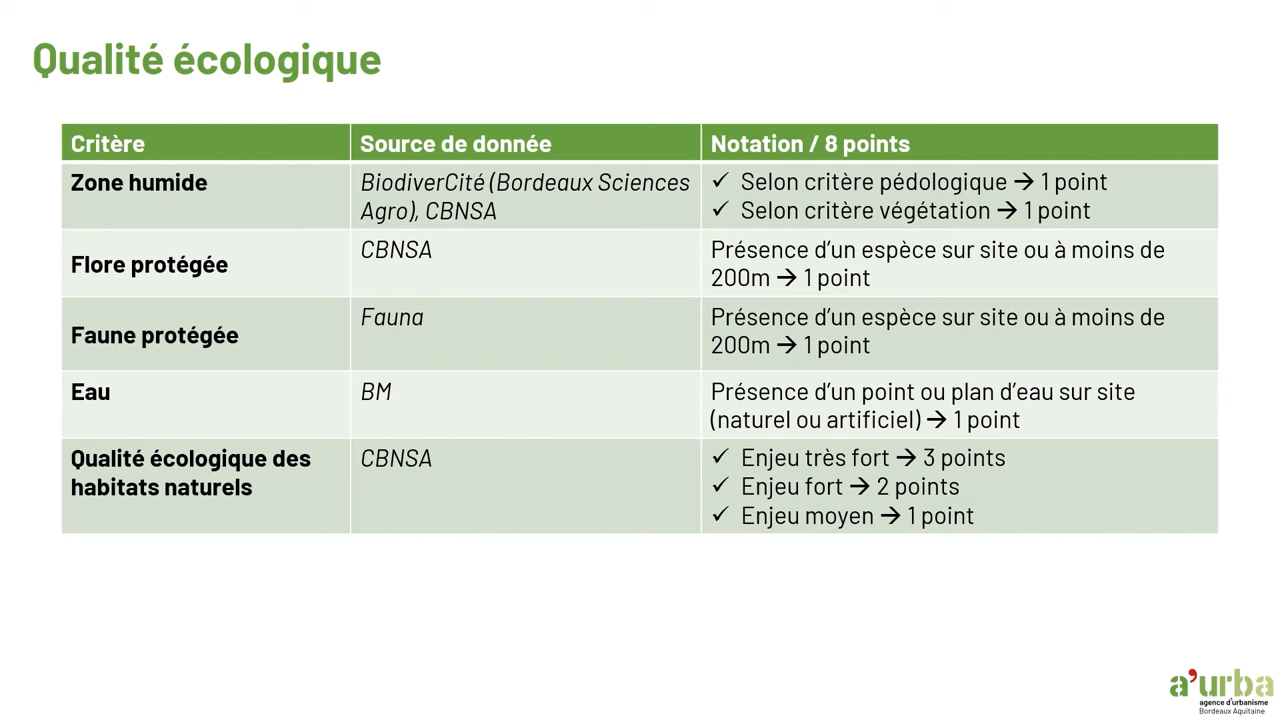 Qualité écologique
Critère
Source de donnée
Notation / 8 points
Zone humide
BiodiverCité (Bordeaux Sciences
Agro), CBNSA
✓ Selon critère pédologique → 1 point
✓ Selon critère végétation → 1 point
Flore protégée
CBNSA
Présence d’un espèce sur site ou à moins de
200m → 1 point
Faune protégée
Fauna
Présence d’un espèce sur site ou à moins de
200m → 1 point
Eau
BM
Présence d’un point ou plan d’eau sur site
(naturel ou artificiel) → 1 point
Qualité écologique des
habitats naturels
CBNSA
✓ Enjeu très fort → 3 points
✓ Enjeu fort → 2 points
✓ Enjeu moyen → 1 point
a’urba
agence d’urbanisme
Bordeaux Aquitaine